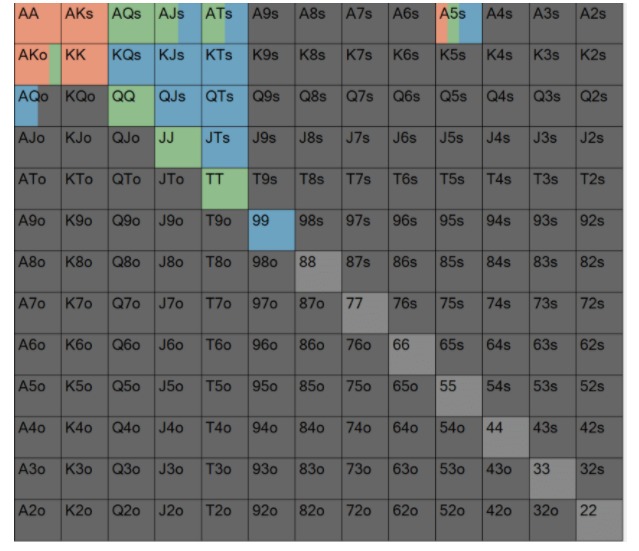 AA AKs AQs AJs ATs A9s A8s A7s A6s A5s A4s A3s A2s
AKo KK KQs KJs KTs K9s K8s K7s K6s K5s K4s K3s K2s
AQo KQo QQ QJs QTs Q9s Q8s Q7s Q6s Q5s Q4s Q3s Q2s
AJo KJo QJo JJ JTs J9s J8s J7s J6s J5s J4s J3s J2s
ATo KTo QTo JTo TT T9s T8s T7s T6s T5s T4s T3s T2s
A9o K9o Q9o J9o T9o 99 98s 97s 96s 95s 94s 93s 92s
A8o K8o Q8o J8o T8o 98o 88 87s 86s 85s 84s 83s 82s
A7o K7o Q7o J7o T7o 97o 87o 77 76s 75s 74s 73s 72s
A6o K6o Q6o J6o T6o 96o 86o 76o 66 65s 64s 63s 62s
A5o K5o Q5o J5o T5o 95o 85o 75o 65o 55 54s 53s 52s
A4o K4o Q4o J4o T4o 94o 84o 74o 64o 54o 44 43s 42s
A3o K3o Q3o J3o T3o 93o 83o 73o 63o 53o 43o 33 32s
A2o K2o Q2o J2o T2o 92o 82o 72o 62o 52o 42o 32o 22